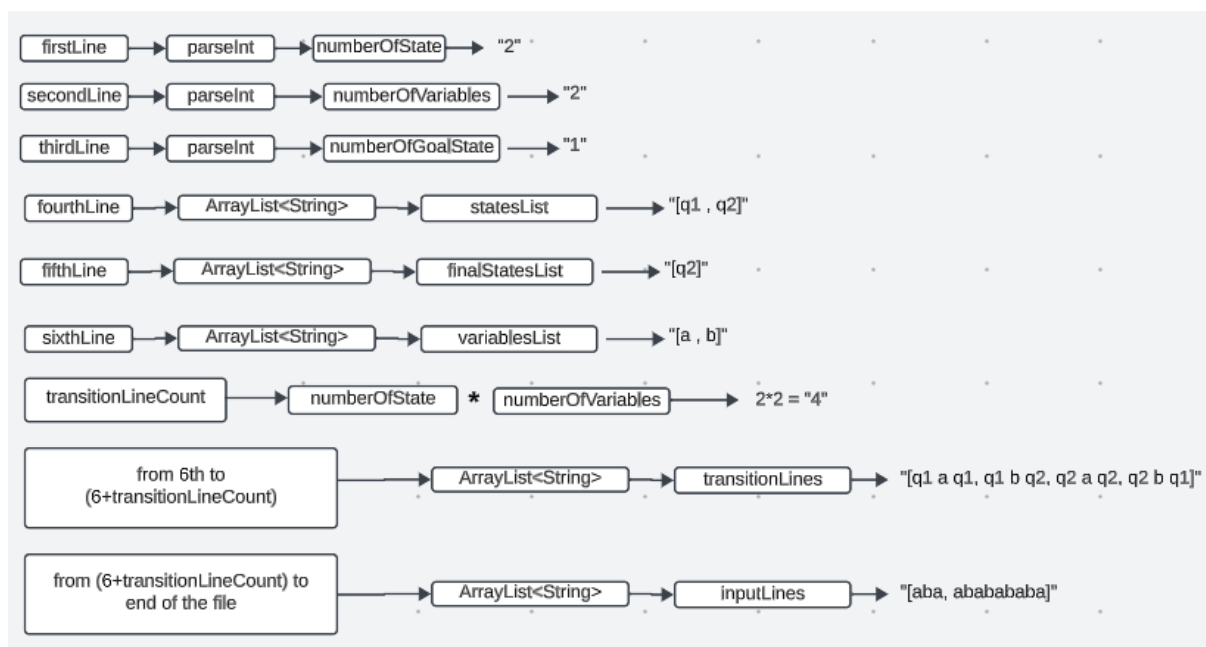 firstLine parseInt numberOfState "2"
secondLine parseInt numberOfVariables "2"
thirdLine parseInt numberOfGoalState "1"
fourthLine ArrayList<String> statesList "[q1 , q2]"
fifthLine ArrayList<String> finalStatesList "[q2]"
sixthLine ArrayList<String> variablesList "[a , b]"
transitionLineCount numberOfState * numberOfVariables 2*2 = "4"
from 6th to
(6+transitionLineCount)
ArrayList<String> transitionLines "[q1 a q1, q1 b q2, q2 a q2, q2 b q1]"
from (6+transitionLineCount) to
end of the file
ArrayList<String> inputLines "[aba, ababababa]"